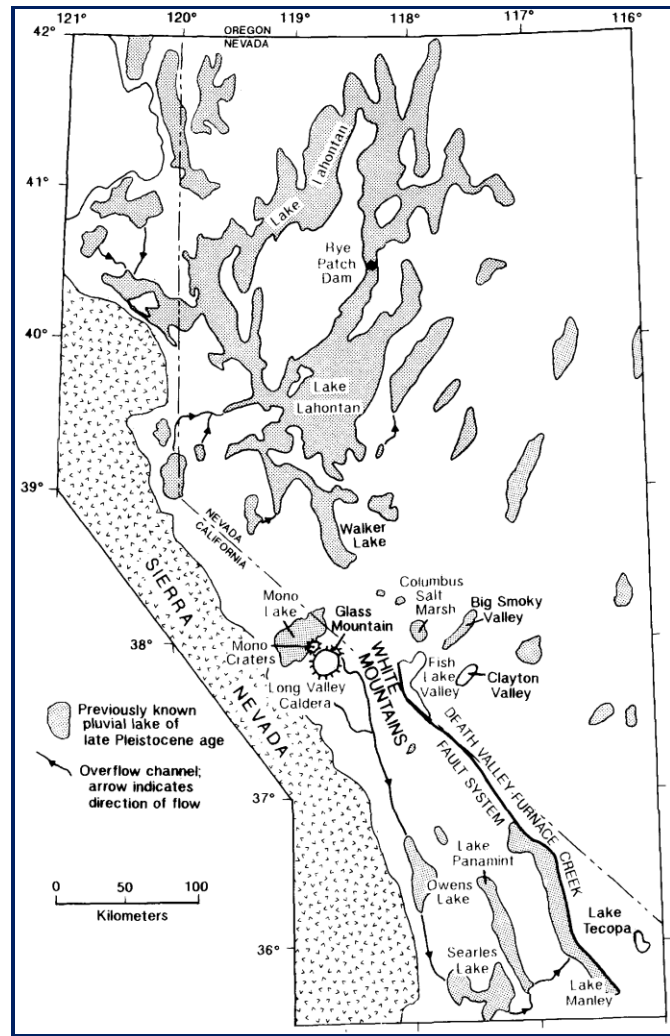 121°
120°
119°
118°
117°
116°
42°
OREGON
NEVADA
41°
Lake
Lahontan
Rye
Patch
Dam
40°
Lake
Lahontan
39°
NEVADA
CALIFORNIA
Walker
Lake
SIERRA
NEVADA
Mono
Lake
Glass
Mountain
Columbus
Salt
Marsh
Big Smoky
Valley
38°
Mono
Craters
WHITE
MOUNTAINS
Fish
Lake
Valley
Clayton
Valley
Long Valley
Caldera
DEATH VALLEY-FURNACE CREEK
FAULT SYSTEM
Previously known
pluvial lake of
late Pleistocene age
Overflow channel;
arrow indicates
direction of flow
37°
0 50 100
Kilometers
Lake
Panamint
Owens
Lake
Lake
Tecopa
36°
Searles
Lake
Lake
Manley